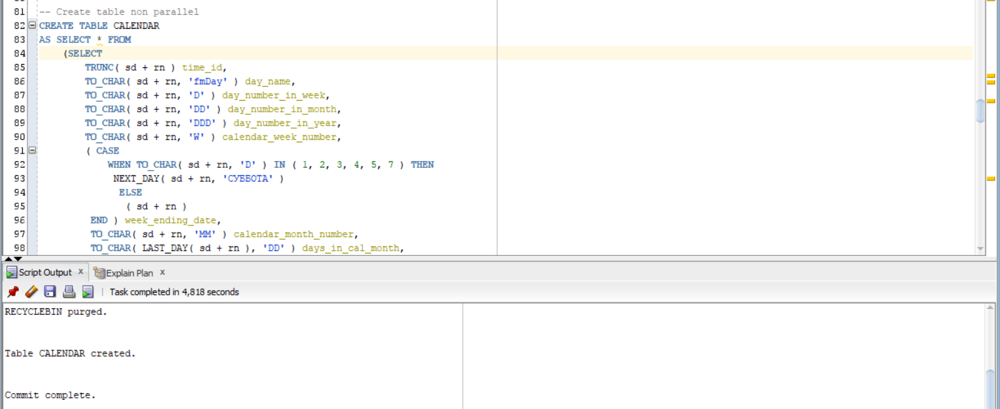 81 -- Create table non parallel
82 CREATE TABLE CALENDAR
83 AS SELECT * FROM
84 (SELECT
85 TRUNC( sd + rn ) time_id,
86 TO_CHAR( sd + rn, 'fmDay' ) day_name,
87 TO_CHAR( sd + rn, 'D' ) day_number_in_week,
88 TO_CHAR( sd + rn, 'DD' ) day_number_in_month,
89 TO_CHAR( sd + rn, 'DDD' ) day_number_in_year,
90 TO_CHAR( sd + rn, 'W' ) calendar_week_number,
91 ( CASE
92 WHEN TO_CHAR( sd + rn, 'D' ) IN ( 1, 2, 3, 4, 5, 7 ) THEN
93 NEXT_DAY( sd + rn, 'СУББОТА' )
94 ELSE
95 ( sd + rn )
96 END ) week_ending_date,
97 TO_CHAR( sd + rn, 'MM' ) calendar_month_number,
98 TO_CHAR( LAST_DAY( sd + rn ), 'DD' ) days_in_cal_month,
Script Output x Explain Plan x
Task completed in 4,818 seconds
RECYCLEBIN purged.
Table CALENDAR created.
Commit complete.